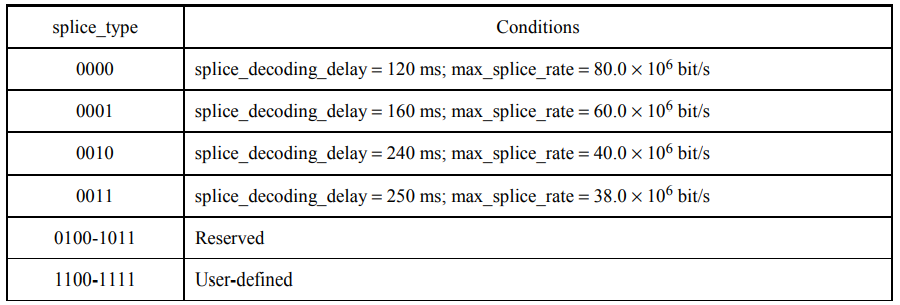 splice_type Conditions
0000 splice_decoding_delay = 120 ms; max_splice_rate = 80.0 × 10⁶ bit/s
0001 splice_decoding_delay = 160 ms; max_splice_rate = 60.0 × 10⁶ bit/s
0010 splice_decoding_delay = 240 ms; max_splice_rate = 40.0 × 10⁶ bit/s
0011 splice_decoding_delay = 250 ms; max_splice_rate = 38.0 × 10⁶ bit/s
0100-1011 Reserved
1100-1111 User-defined